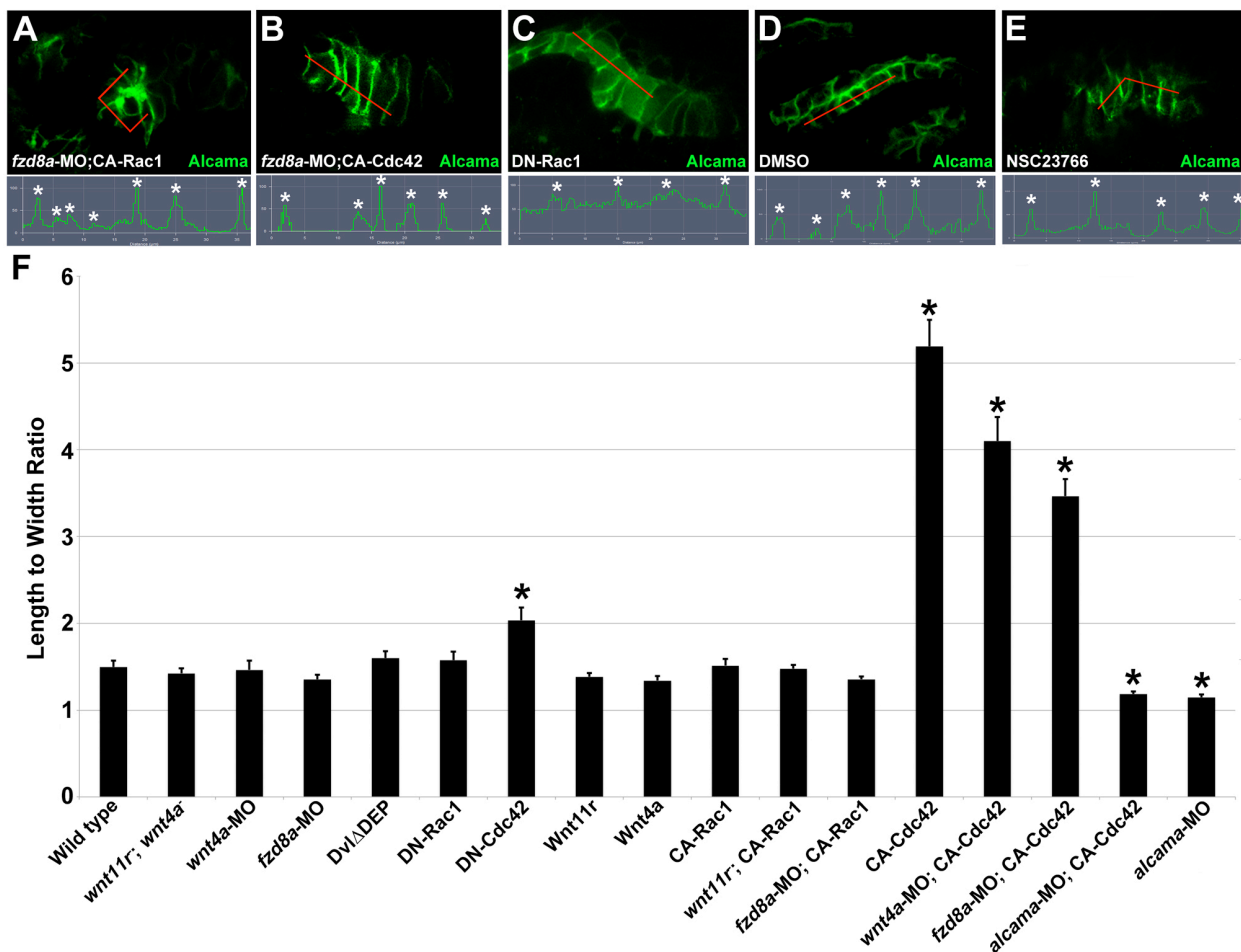 A
fzd8a-MO;CA-Rac1 Alcama
B
fzd8a-MO;CA-Cdc42 Alcama
C
DN-Rac1 Alcama
D
DMSO Alcama
E
NSC23766 Alcama
* * * * * * *
* * * * * *
* * * *
* * * * * *
* * * * *
Distance (µm)
F
Length to Width Ratio
6
5
4
3
2
1
0
* * * * * *
Wild type
wnt11r; wnt4a
wnt4a-MO
fzd8a-MO
DvlΔDEP
DN-Rac1
DN-Cdc42
Wnt11r
Wnt4a
CA-Rac1
wnt11r; CA-Rac1
fzd8a-MO; CA-Rac1
CA-Cdc42
wnt4a-MO; CA-Cdc42
fzd8a-MO; CA-Cdc42
alcama-MO; CA-Cdc42
alcama-MO